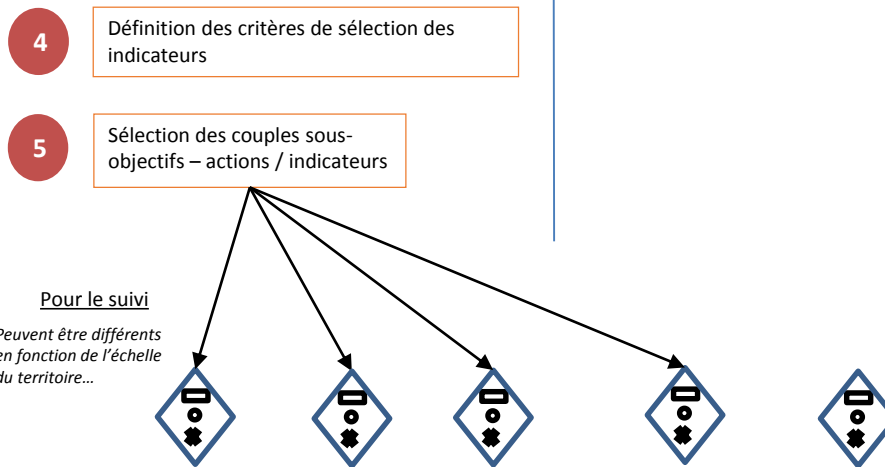 4
Définition des critères de sélection des
indicateurs
5
Sélection des couples sous-
objectifs – actions / indicateurs
Pour le suivi
Peuvent être différents
en fonction de l'échelle
du territoire…